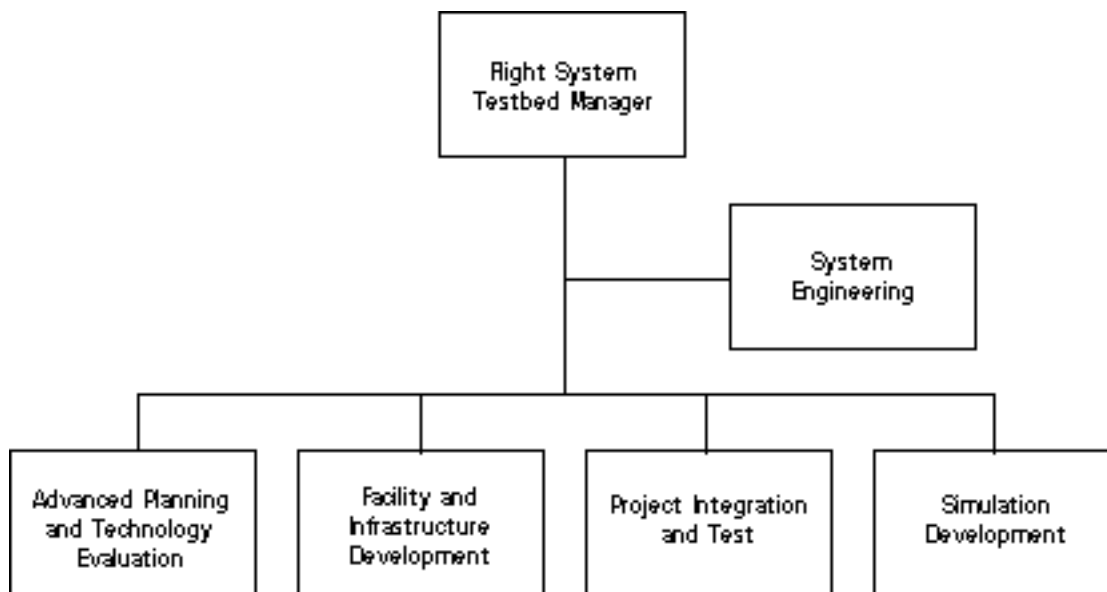 Flight System
Testbed Manager
System
Engineering
Advanced Planning
and Technology
Evaluation
Facility and
Infrastructure
Development
Project Integration
and Test
Simulation
Development